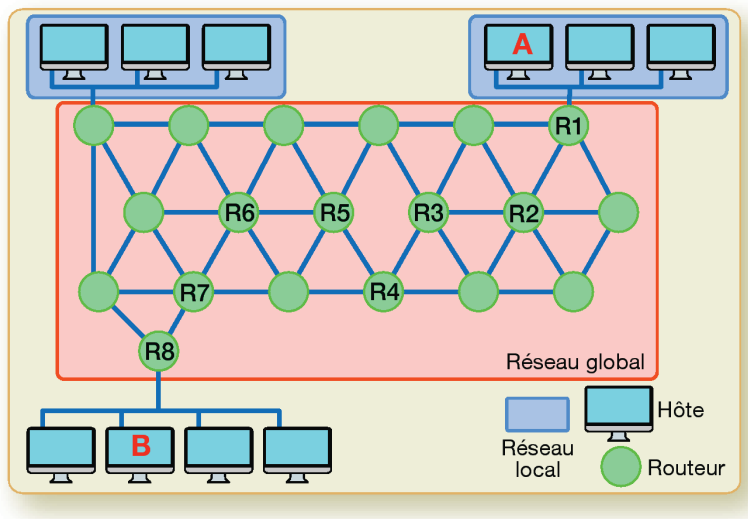 A
R1
R6
R5
R3
R2
R7
R4
R8
Réseau global
B
Réseau
local
Hôte
Routeur